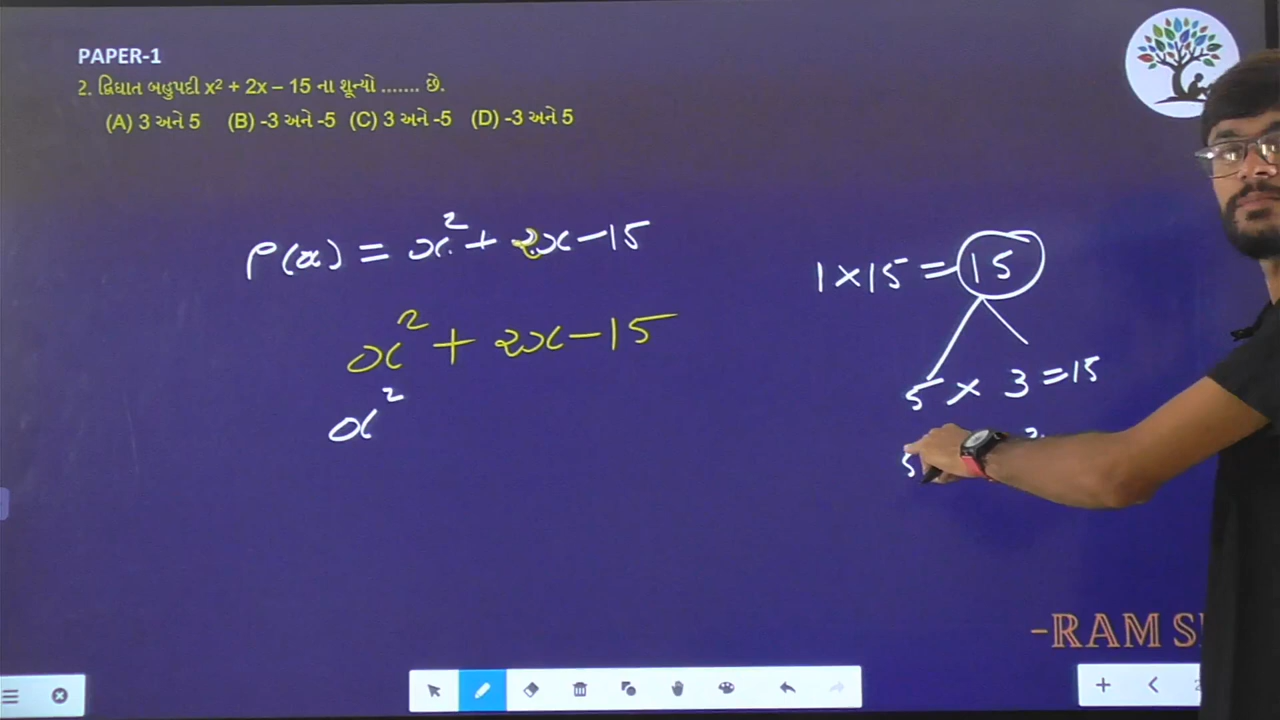 PAPER-1
2. દ્વિઘાત બહુપદી x² + 2x – 15 ના શૂન્યો ....... છે.
(A) 3 અને 5 (B) -3 અને -5 (C) 3 અને -5 (D) -3 અને 5
P(x) = x² + 2x - 15
x² + 2x - 15
x²
1 × 15 = 15
5 × 3 = 15
5
-RAM